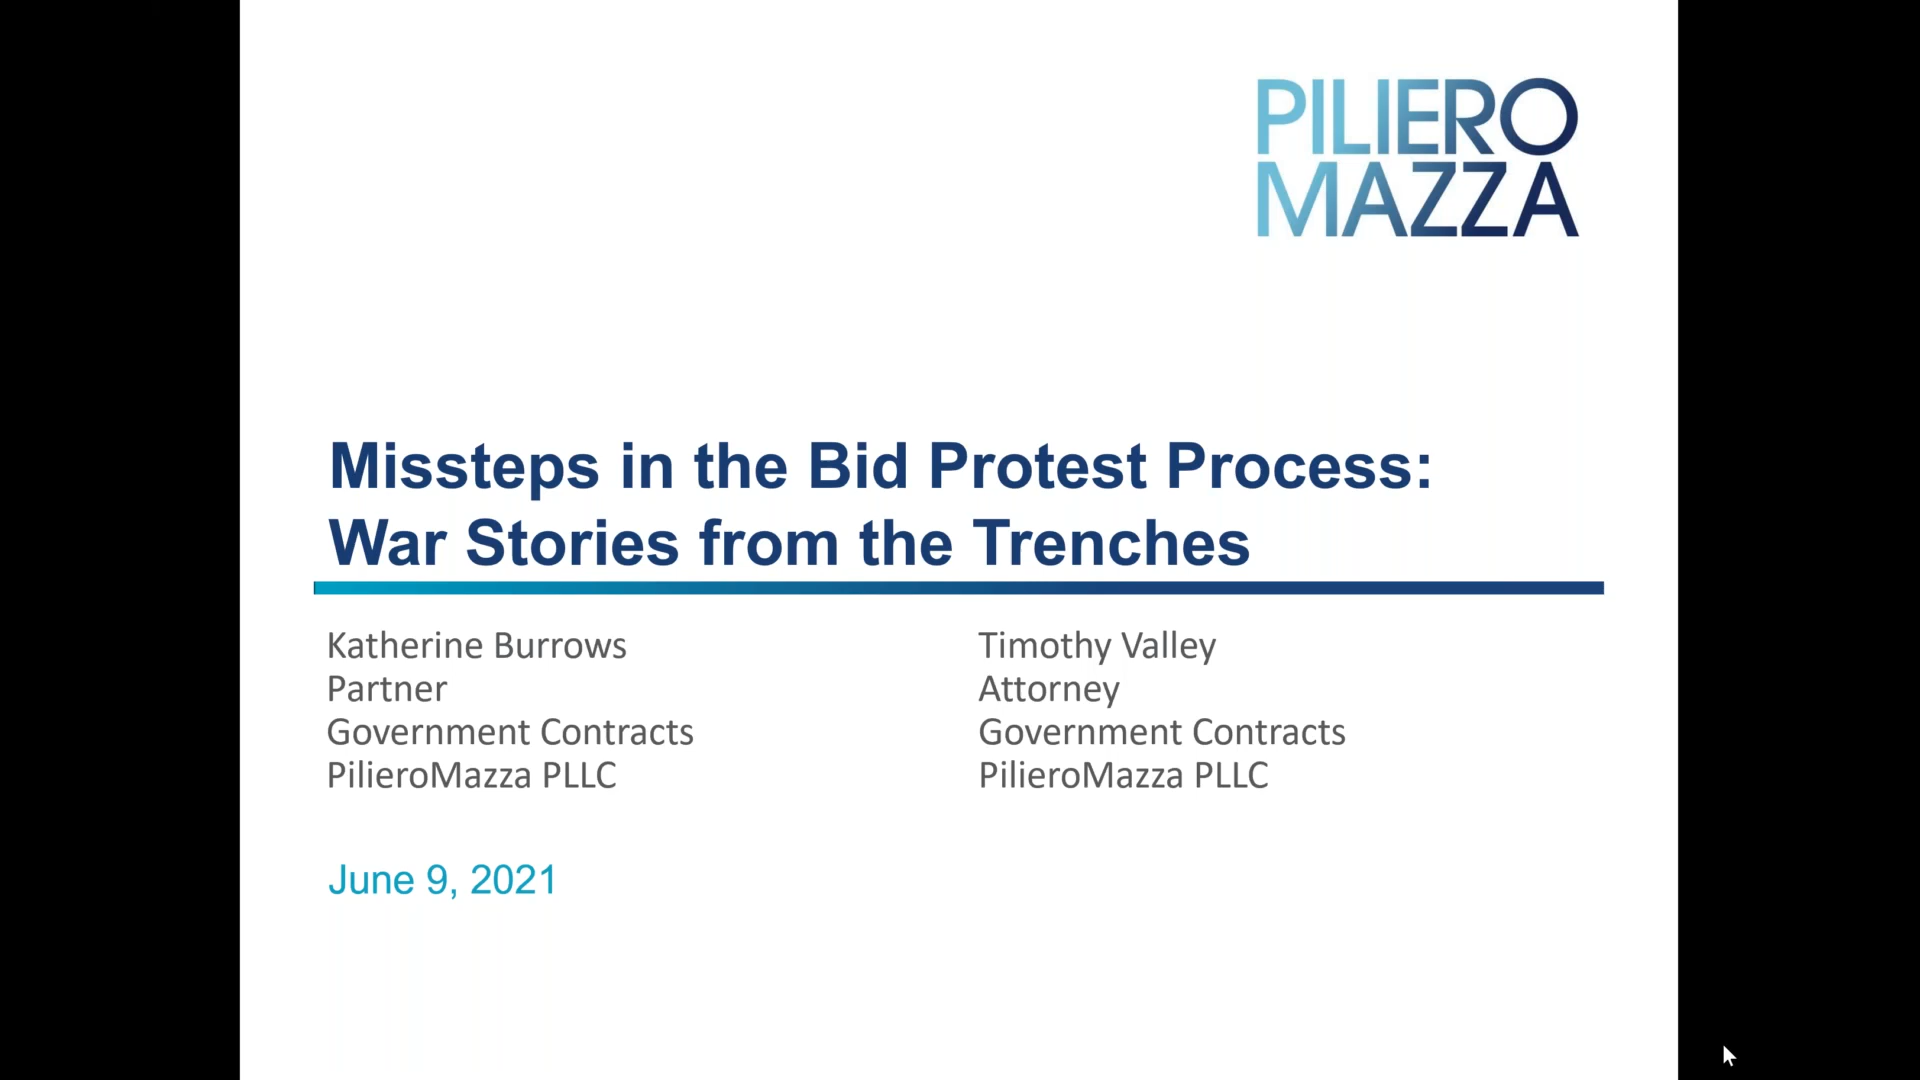 PILIERO
MAZZA
Missteps in the Bid Protest Process:
War Stories from the Trenches
Katherine Burrows
Partner
Government Contracts
PilieroMazza PLLC
Timothy Valley
Attorney
Government Contracts
PilieroMazza PLLC
June 9, 2021